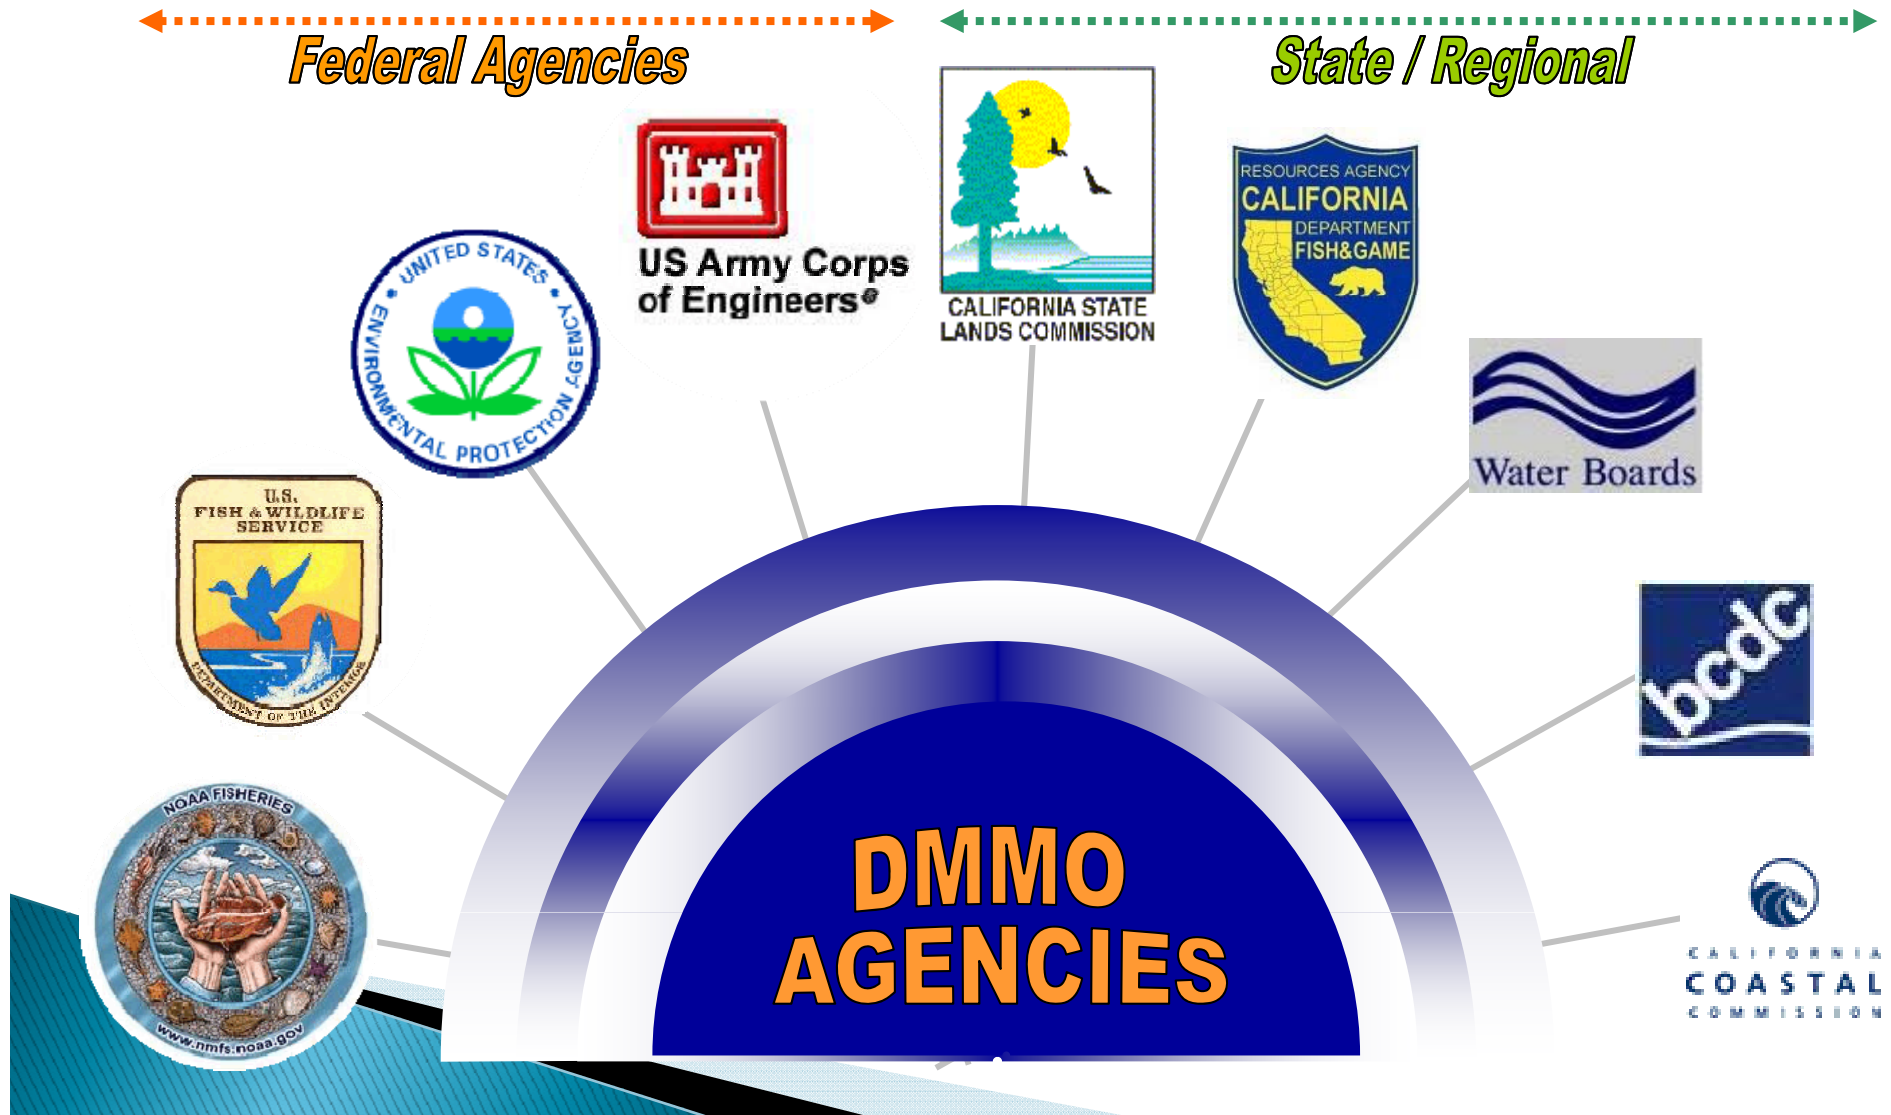 Federal Agencies
State / Regional
US Army Corps
of Engineers®
CALIFORNIA STATE
LANDS COMMISSION
RESOURCES AGENCY
CALIFORNIA
DEPARTMENT
FISH&GAME
UNITED STATES
ENVIRONMENTAL PROTECTION AGENCY
Water Boards
U.S.
FISH & WILDLIFE
SERVICE
DEPARTMENT OF THE INTERIOR
bcdc
NOAA FISHERIES
www.nmfs.noaa.gov
DMMO
AGENCIES
CALIFORNIA
COASTAL
COMMISSION